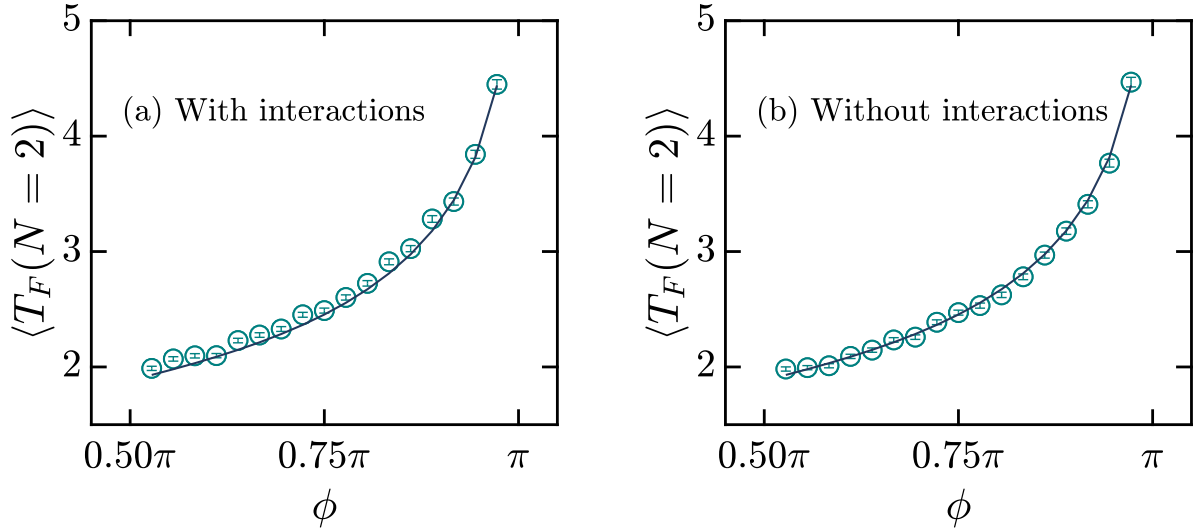 5
4
3
2
(a) With interactions
⟨T_F(N = 2)⟩
0.50π 0.75π π
ϕ
5
4
3
2
(b) Without interactions
⟨T_F(N = 2)⟩
0.50π 0.75π π
ϕ